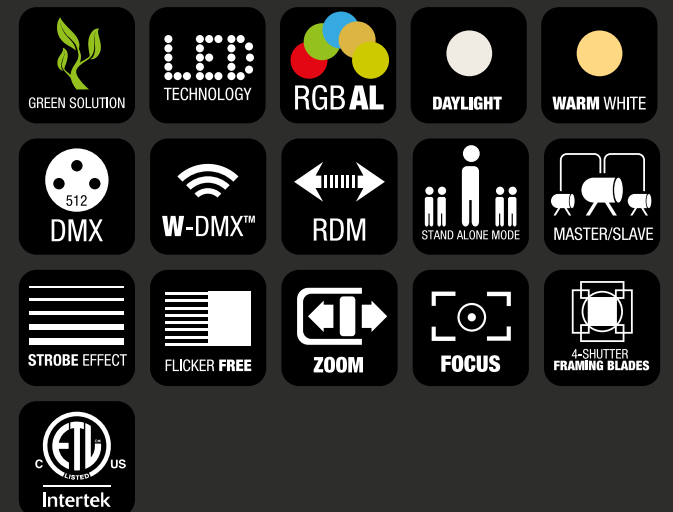 GREEN SOLUTION
LED
TECHNOLOGY
RGBAL
DAYLIGHT
WARM WHITE
512
DMX
W-DMX™
RDM
STAND ALONE MODE
MASTER/SLAVE
STROBE EFFECT
FLICKER FREE
ZOOM
FOCUS
4-SHUTTER
FRAMING BLADES
C ETL US
LISTED
Intertek